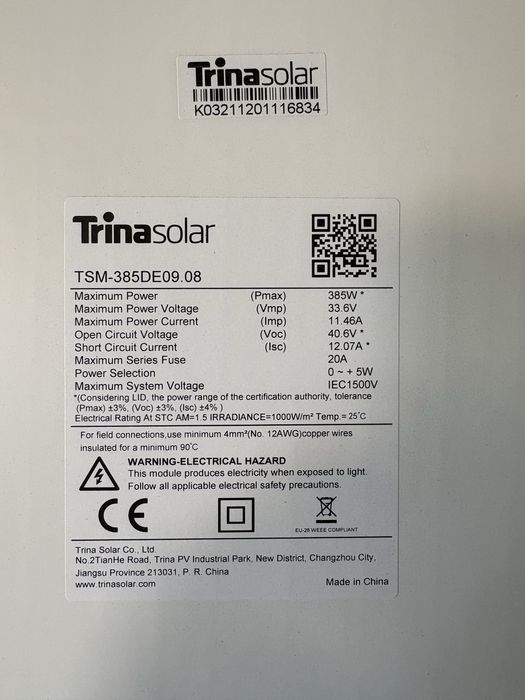 Trinasolar
K03211201116834
Trinasolar
TSM-385DE09.08
Maximum Power (Pmax) 385W *
Maximum Power Voltage (Vmp) 33.6V
Maximum Power Current (Imp) 11.46A
Open Circuit Voltage (Voc) 40.6V *
Short Circuit Current (Isc) 12.07A *
Maximum Series Fuse 20A
Power Selection 0 ~ + 5W
Maximum System Voltage IEC1500V
*(Considering LID, the power range of the certification authority, tolerance
(Pmax) ±3%, (Voc) ±3%, (Isc) ±4% )
Electrical Rating At STC AM=1.5 IRRADIANCE=1000W/m² Temp.= 25℃
For field connections,use minimum 4mm²(No. 12AWG)copper wires
insulated for a minimum 90℃
WARNING-ELECTRICAL HAZARD
This module produces electricity when exposed to light.
Follow all applicable electrical safety precautions.
CE
EU-28 WEEE COMPLIANT
Trina Solar Co., Ltd.
No.2TianHe Road, Trina PV Industrial Park, New District, Changzhou City,
Jiangsu Province 213031, P. R. China
www.trinasolar.com Made in China